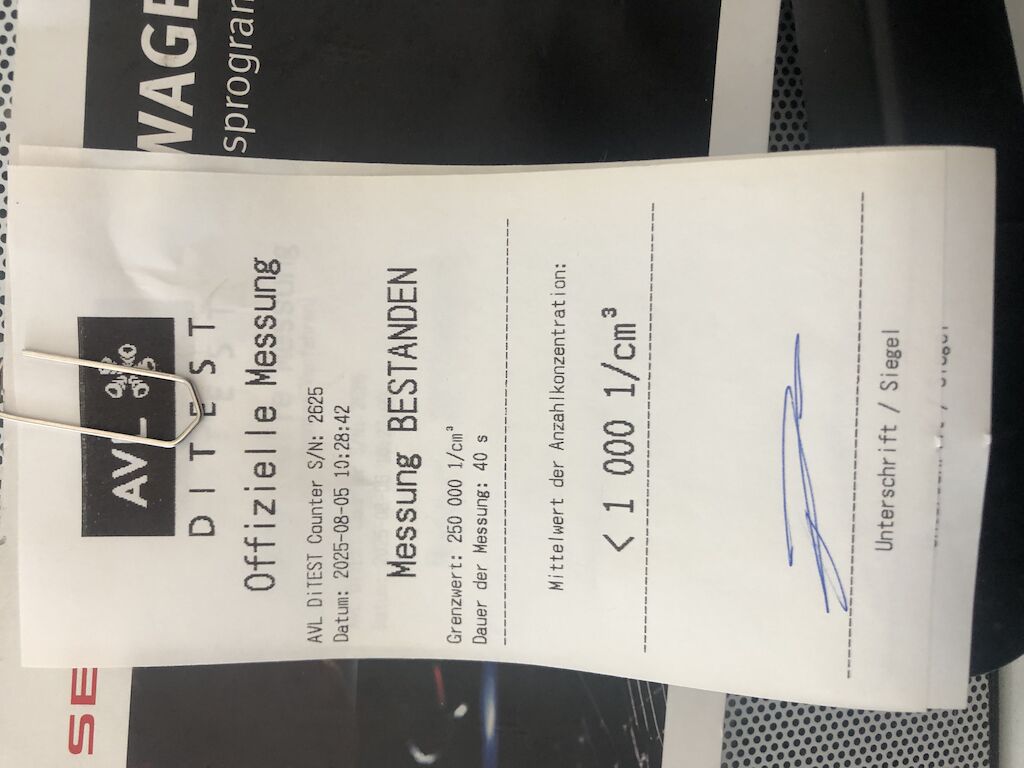 AVL
DITEST
Offizielle Messung
AVL DiTEST Counter S/N: 2625
Datum: 2025-08-05 10:28:42
Messung BESTANDEN
Grenzwert: 250 000 1/cm³
Dauer der Messung: 40 s
Mittelwert der Anzahlkonzentration:
< 1 000 1/cm³
Unterschrift / Siegel
WAGE
sprogram
SE